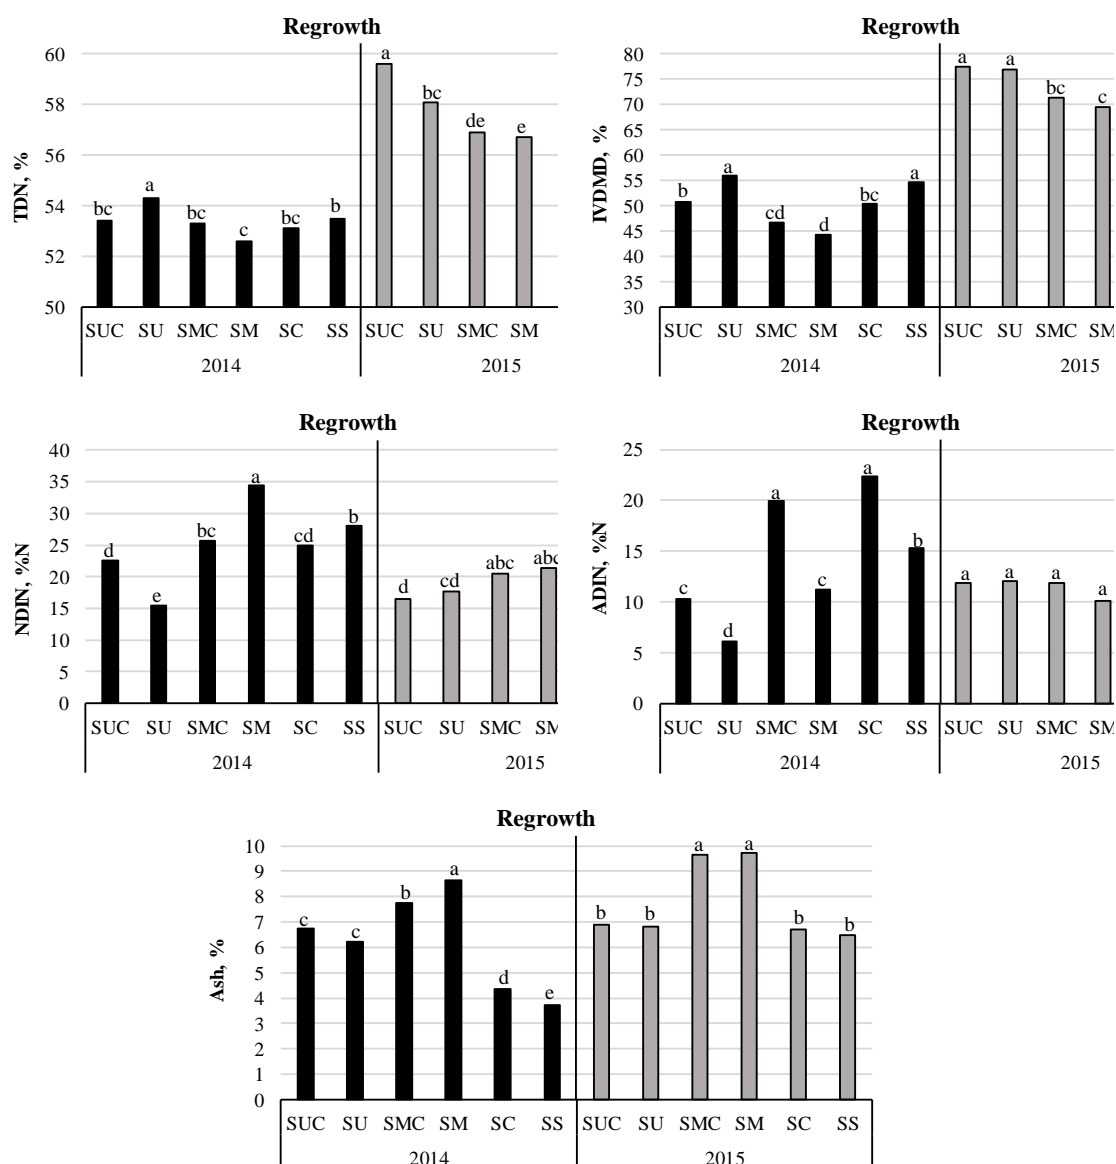 Regrowth
60
58
56
54
52
50
TDN, %
bc
a
bc
c
bc
b
a
bc
de
e
SUC SU SMC SM SC SS SUC SU SMC SM
2014 2015
Regrowth
80
75
70
65
60
55
50
45
40
35
30
IVDMD, %
b
a
cd
d
bc
a
a
a
bc
c
SUC SU SMC SM SC SS SUC SU SMC SM
2014 2015
Regrowth
40
35
30
25
20
15
10
5
0
NDIN, %N
d
e
bc
a
cd
b
d
cd
abc
abc
SUC SU SMC SM SC SS SUC SU SMC SM
2014 2015
Regrowth
25
20
15
10
5
0
ADIN, %N
c
d
a
c
a
b
a
a
a
a
SUC SU SMC SM SC SS SUC SU SMC SM
2014 2015
Regrowth
10
9
8
7
6
5
4
3
2
1
0
Ash, %
c
c
b
a
d
e
b
b
a
a
b
b
SUC SU SMC SM SC SS SUC SU SMC SM SC SS
2014 2015